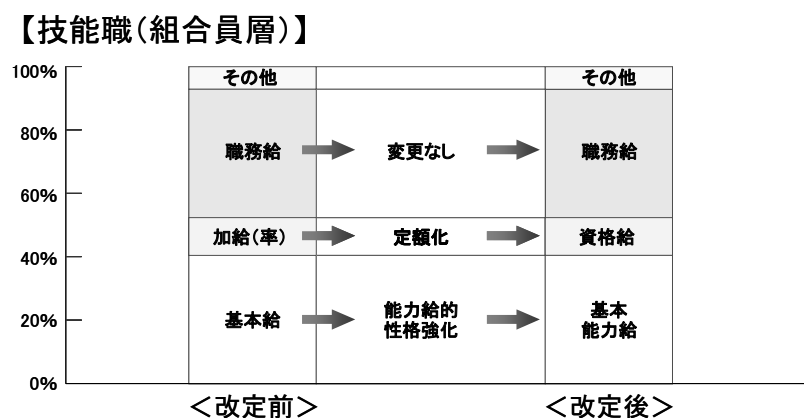 【技能職（組合員層）】
100%
その他
その他
80%
職務給
変更なし
職務給
60%
加給（率）
定額化
資格給
40%
基本給
能力給的
性格強化
基本
能力給
20%
0%
＜改定前＞
＜改定後＞